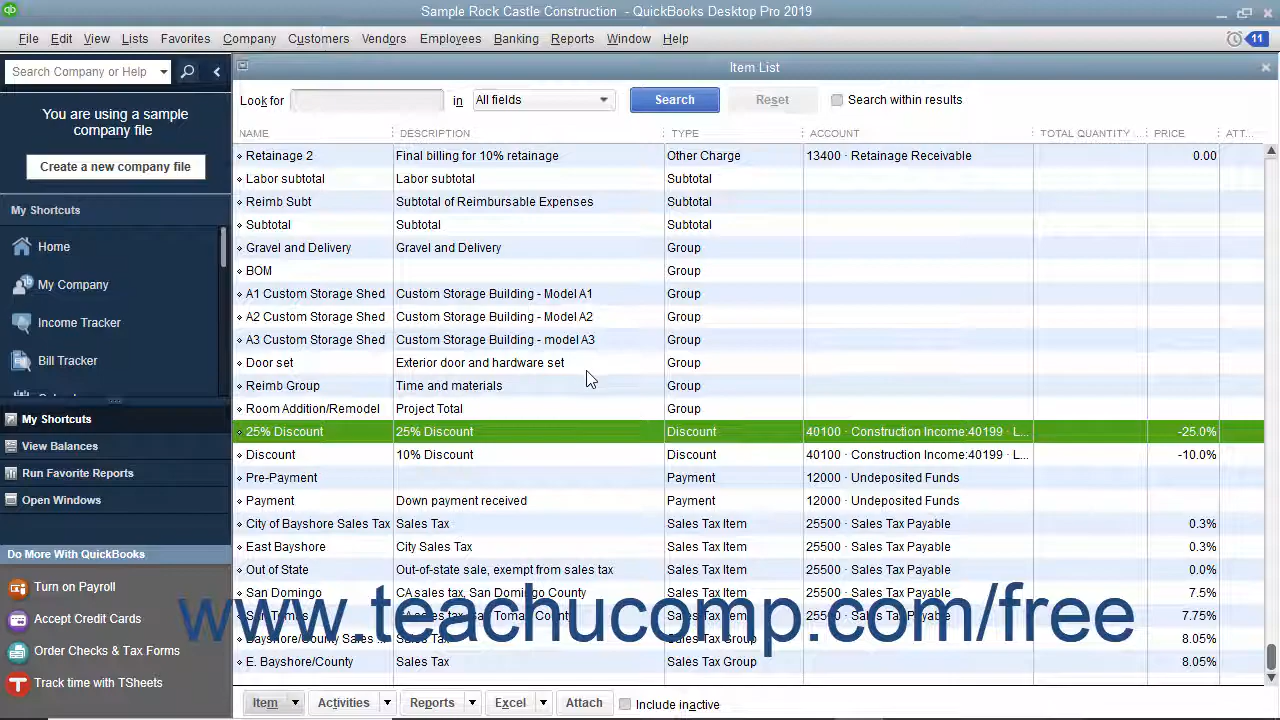 Sample Rock Castle Construction - QuickBooks Desktop Pro 2019
File Edit View Lists Favorites Company Customers Vendors Employees Banking Reports Window Help 11
Search Company or Help
Item List
You are using a sample
company file
Create a new company file
My Shortcuts
Home
My Company
Income Tracker
Bill Tracker
My Shortcuts
View Balances
Run Favorite Reports
Open Windows
Do More With QuickBooks
Turn on Payroll
Accept Credit Cards
Order Checks & Tax Forms
Track time with TSheets
Look for in All fields Search Reset Search within results
NAME DESCRIPTION TYPE ACCOUNT TOTAL QUANTITY ... PRICE ATT...
Retainage 2 Final billing for 10% retainage Other Charge 13400 · Retainage Receivable 0.00
Labor subtotal Labor subtotal Subtotal
Reimb Subt Subtotal of Reimbursable Expenses Subtotal
Subtotal Subtotal Subtotal
Gravel and Delivery Gravel and Delivery Group
BOM Group
A1 Custom Storage Shed Custom Storage Building - Model A1 Group
A2 Custom Storage Shed Custom Storage Building - Model A2 Group
A3 Custom Storage Shed Custom Storage Building - model A3 Group
Door set Exterior door and hardware set Group
Reimb Group Time and materials Group
Room Addition/Remodel Project Total Group
25% Discount 25% Discount Discount 40100 · Construction Income:40199 · L... -25.0%
Discount 10% Discount Discount 40100 · Construction Income:40199 · L... -10.0%
Pre-Payment Payment 12000 · Undeposited Funds
Payment Down payment received Payment 12000 · Undeposited Funds
City of Bayshore Sales Tax Sales Tax Sales Tax Item 25500 · Sales Tax Payable 0.3%
East Bayshore City Sales Tax Sales Tax Item 25500 · Sales Tax Payable 0.3%
Out of State Out-of-state sale, exempt from sales tax Sales Tax Item 25500 · Sales Tax Payable 0.0%
San Domingo CA sales tax, San Domingo County Sales Tax Item 25500 · Sales Tax Payable 7.5%
County 25500 · Sales Tax Payable 7.75%
Bayshore/County Sales Sales Tax Sales Tax Group 8.05%
E. Bayshore/County Sales Tax Sales Tax Group 8.05%
www.teachucomp.com/free
Item Activities Reports Excel Attach Include inactive